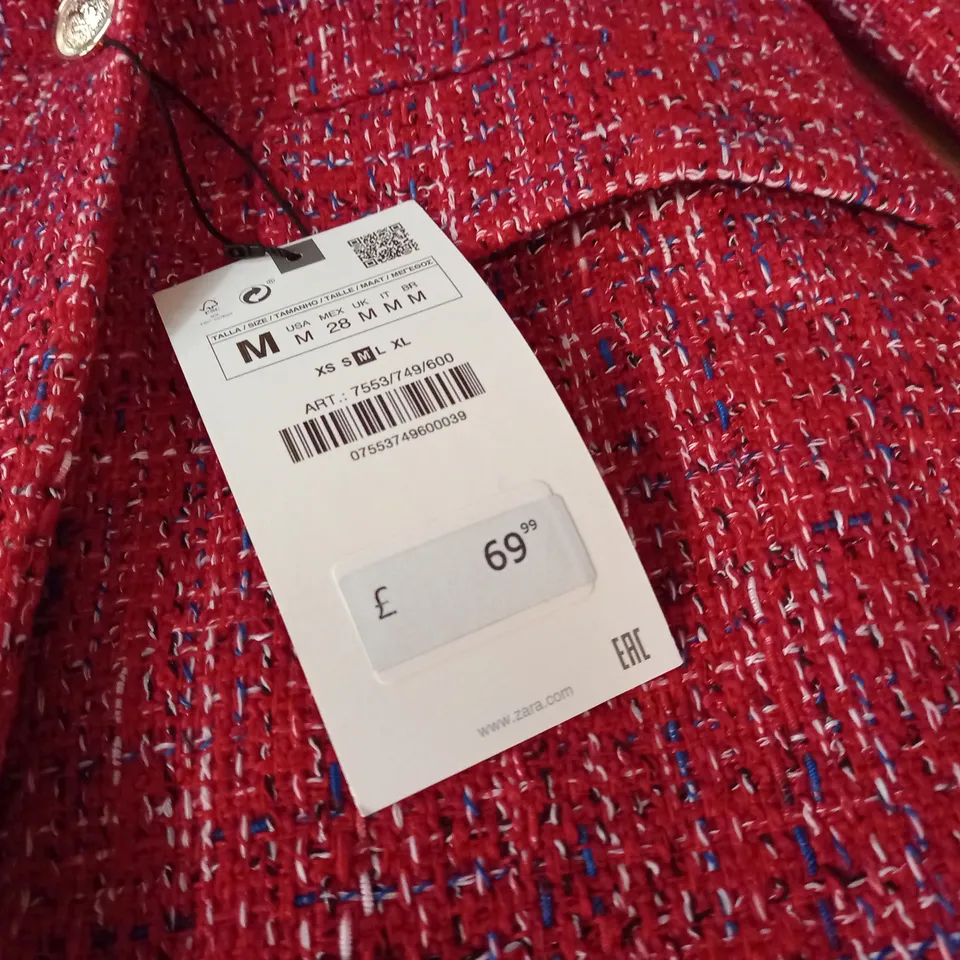 TALLA / SIZE / TAMANHO / TAILLE / MAAT / ΜΕΓΕΘΟΣ
M USA MEX UK IT BR
M 28 M M M
XS S M L XL
ART.: 7553/749/600
07553749600039
£ 69⁹⁹
EAC
www.zara.com